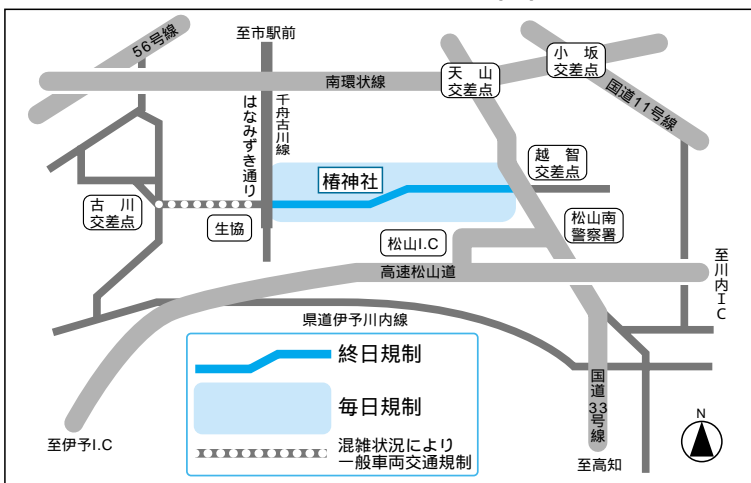 至市駅前
56号線
小 坂
交差点
天 山
交差点
南環状線
国道11号線
千舟古川線
はなみずき通り
越 智
交差点
椿神社
古 川
交差点
生協
松山南
警察署
松山I.C
至川内IC
高速松山道
県道伊予川内線
終日規制
毎日規制
混雑状況により
一般車両交通規制
国道33号線
至伊予I.C
至高知
N